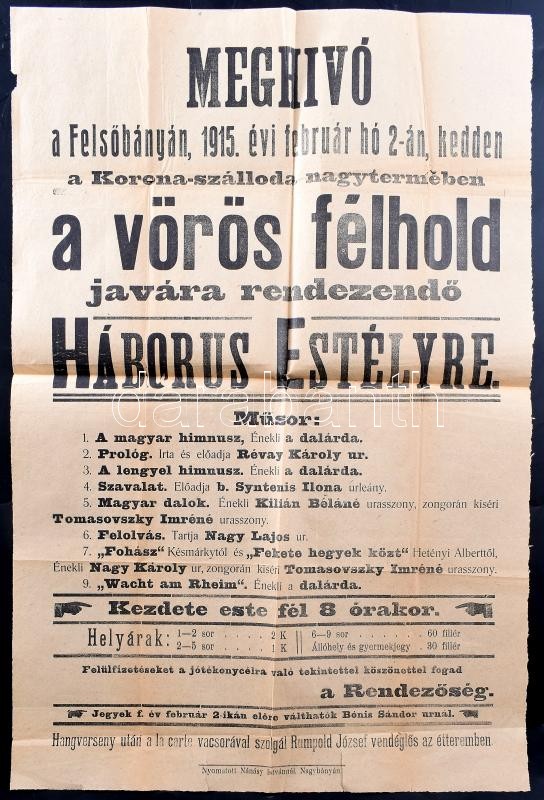 MEGHIVÓ
a Felsőbányán, 1915. évi február hó 2-án, kedden
a Korona-szálloda nagytermében
a vörös félhold
javára rendezendő
HÁBORUS ESTÉLYRE.
Műsor:
1. A magyar himnusz, Énekli a dalárda.
2. Prológ. Irta és előadja Révay Károly ur.
3. A lengyel himnusz. Énekli a dalárda.
4. Szavalat. Előadja b. Syntenis Ilona úrleány.
5. Magyar dalok. Énekli Kilián Béláné urasszony, zongorán kiséri
Tomasovszky Imréné urasszony.
6. Felolvás. Tartja Nagy Lajos ur.
7. „Fohász" Késmárkytól és „Fekete hegyek közt" Hetényi Alberttől,
Énekli Nagy Károly ur, zongorán kiséri Tomasovszky Imréné urasszony.
9. „Wacht am Rheim". Énekli a dalárda.
Kezdete este fél 8 órakor.
Helyárak: 1—2 sor . . . . 2 K 6—9 sor . . . . . 60 fillér
2—5 sor . . . . 1 K Állóhely és gyermekjegy . 30 fillér
Felülfizetéseket a jótékonycélra való tekintettel köszönettel fogad
a Rendezőség.
Jegyek f. év február 2-ikán előre válthatók Bónis Sándor urnál.
Hangverseny után a la carte vacsorával szolgál Rumpold József vendéglős az étteremben.
Nyomatott Nánásy Istvánnél Nagybányán
darabanth